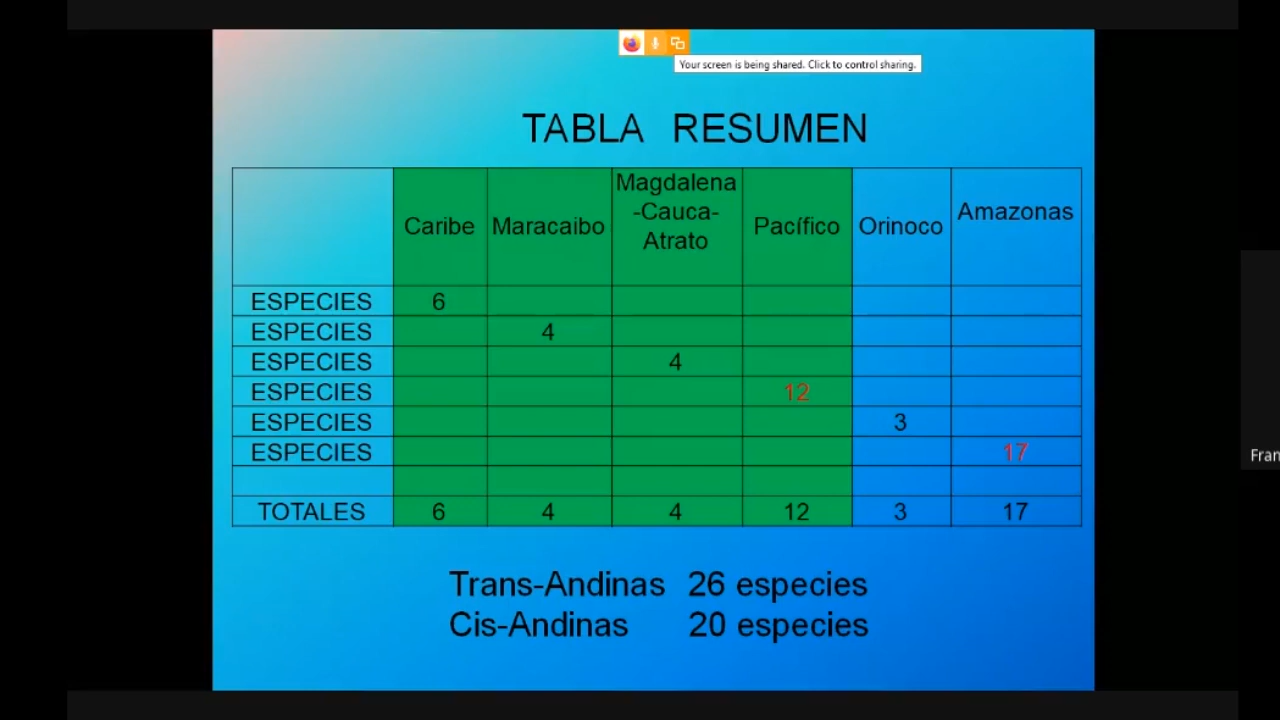 Your screen is being shared. Click to control sharing.
TABLA RESUMEN
Caribe Maracaibo Magdalena -Cauca- Atrato Pacífico Orinoco Amazonas
ESPECIES 6
ESPECIES 4
ESPECIES 4
ESPECIES 12
ESPECIES 3
ESPECIES 17
TOTALES 6 4 4 12 3 17
Trans-Andinas 26 especies
Cis-Andinas 20 especies
Fran